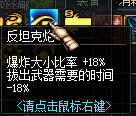 反坦克炮
爆炸大小比率 +18%
拔出武器需要的时间
-18%
<请点击鼠标右键>